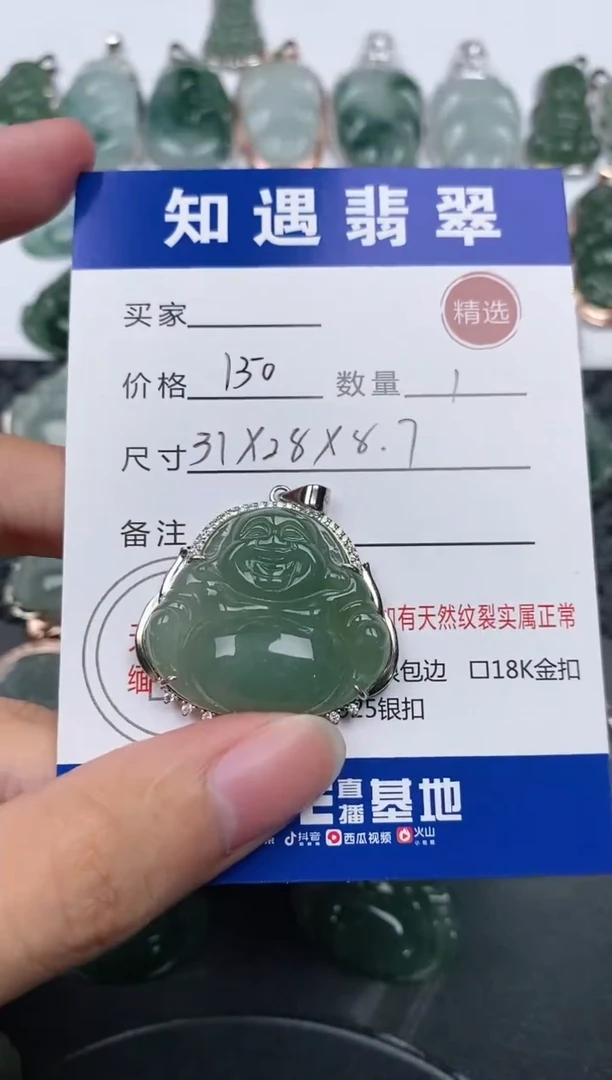 知遇翡翠
买家
精选
价格 150 数量 1
尺寸 31X28X8.7
备注
有天然纹裂实属正常
缅
包边 口18K金扣
925银扣
直播基地
抖音 西瓜视频 火山